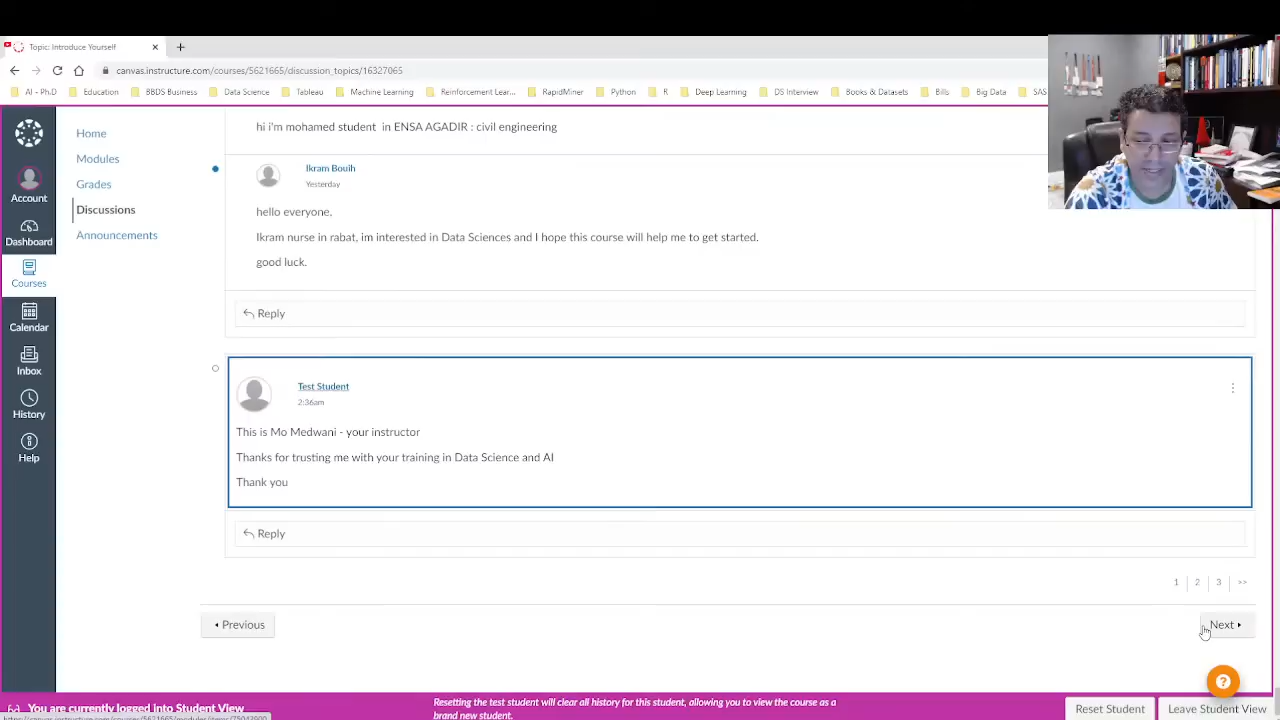 Topic: Introduce Yourself
canvas.instructure.com/courses/5621665/discussion_topics/16327065
AI - Ph.D
Education
BBDS Business
Data Science
Tableau
Machine Learning
Reinforcement Lear...
RapidMiner
Python
R
Deep Learning
DS Interview
Books & Datasets
Bills
Big Data
SAS
Account
Dashboard
Courses
Calendar
Inbox
History
Help
Home
Modules
Grades
Discussions
Announcements
hi i'm mohamed student in ENSA AGADIR : civil engineering
Ikram Bouih
Yesterday
hello everyone,
Ikram nurse in rabat, im interested in Data Sciences and I hope this course will help me to get started.
good luck.
Reply
Test Student
2:36am
This is Mo Medwani - your instructor
Thanks for trusting me with your training in Data Science and AI
Thank you
Reply
1 2 3 >>
Previous
Next
You are currently logged into Student View
Resetting the test student will clear all history for this student, allowing you to view the course as a
brand new student.
Reset Student
Leave Student View